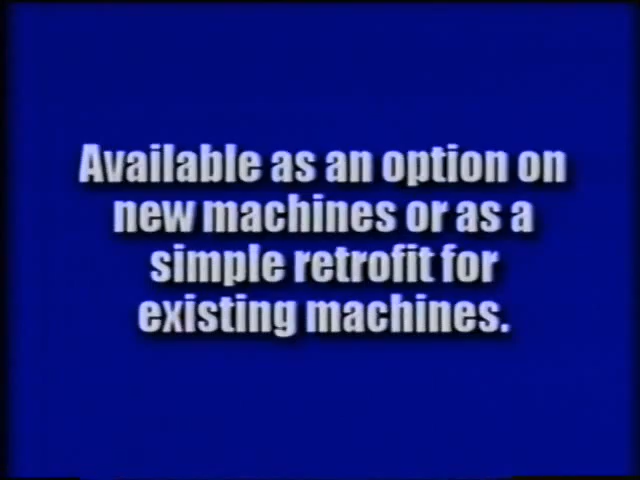 Available as an option on
new machines or as a
simple retrofit for
existing machines.